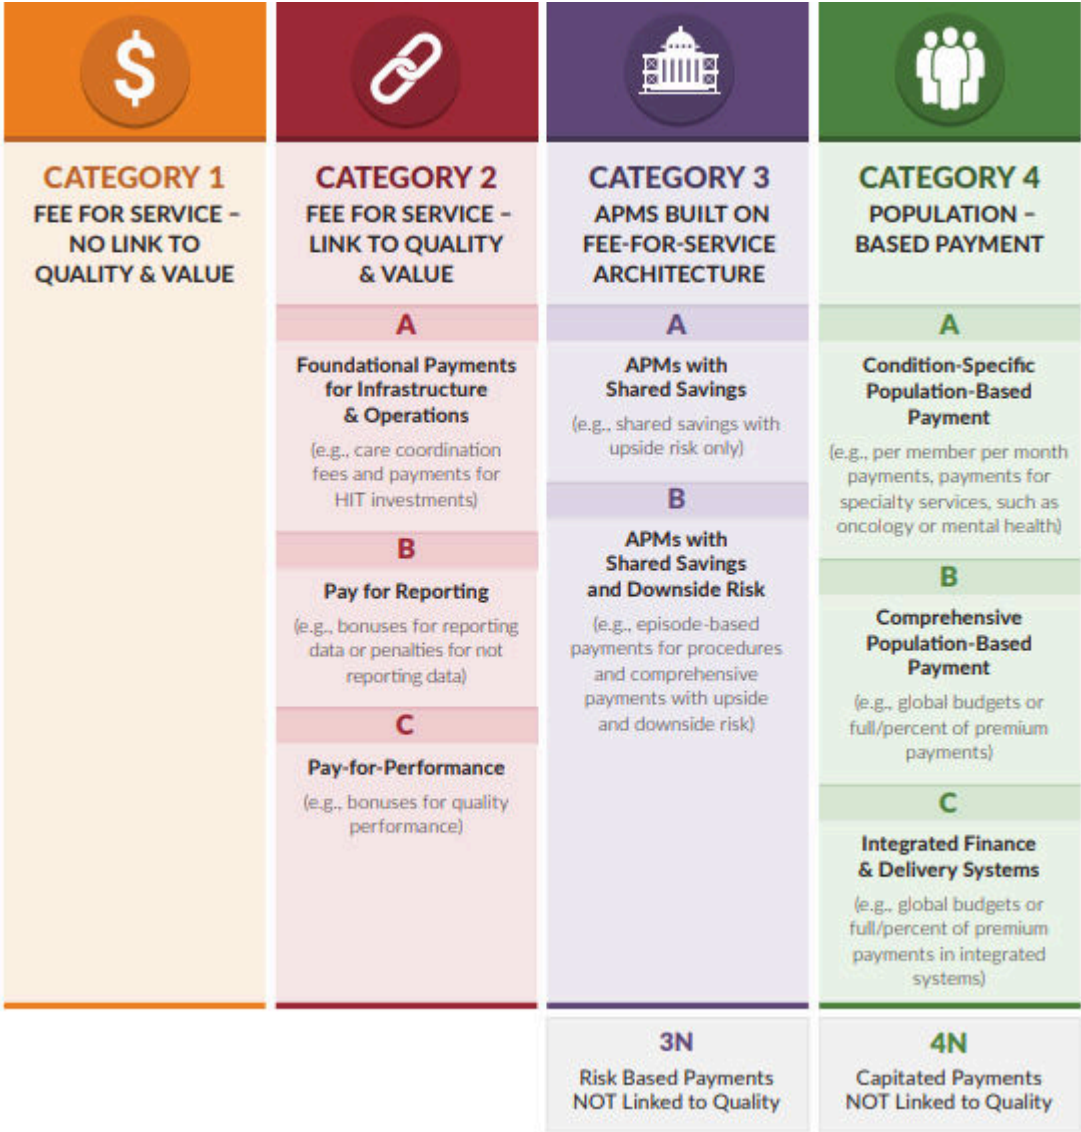 $
CATEGORY 1
FEE FOR SERVICE –
NO LINK TO
QUALITY & VALUE
CATEGORY 2
FEE FOR SERVICE –
LINK TO QUALITY
& VALUE
A
Foundational Payments
for Infrastructure
& Operations
(e.g., care coordination
fees and payments for
HIT investments)
B
Pay for Reporting
(e.g., bonuses for reporting
data or penalties for not
reporting data)
C
Pay-for-Performance
(e.g., bonuses for quality
performance)
CATEGORY 3
APMS BUILT ON
FEE-FOR-SERVICE
ARCHITECTURE
A
APMs with
Shared Savings
(e.g., shared savings with
upside risk only)
B
APMs with
Shared Savings
and Downside Risk
(e.g., episode-based
payments for procedures
and comprehensive
payments with upside
and downside risk)
3N
Risk Based Payments
NOT Linked to Quality
CATEGORY 4
POPULATION –
BASED PAYMENT
A
Condition-Specific
Population-Based
Payment
(e.g., per member per month
payments, payments for
specialty services, such as
oncology or mental health)
B
Comprehensive
Population-Based
Payment
(e.g., global budgets or
full/percent of premium
payments)
C
Integrated Finance
& Delivery Systems
(e.g., global budgets or
full/percent of premium
payments in integrated
systems)
4N
Capitated Payments
NOT Linked to Quality